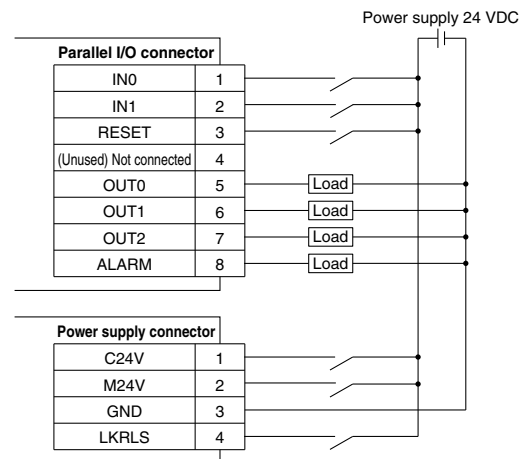 Power supply 24 VDC
Parallel I/O connector
IN0 1
IN1 2
RESET 3
(Unused) Not connected 4
OUT0 5 Load
OUT1 6 Load
OUT2 7 Load
ALARM 8 Load
Power supply connector
C24V 1
M24V 2
GND 3
LKRLS 4